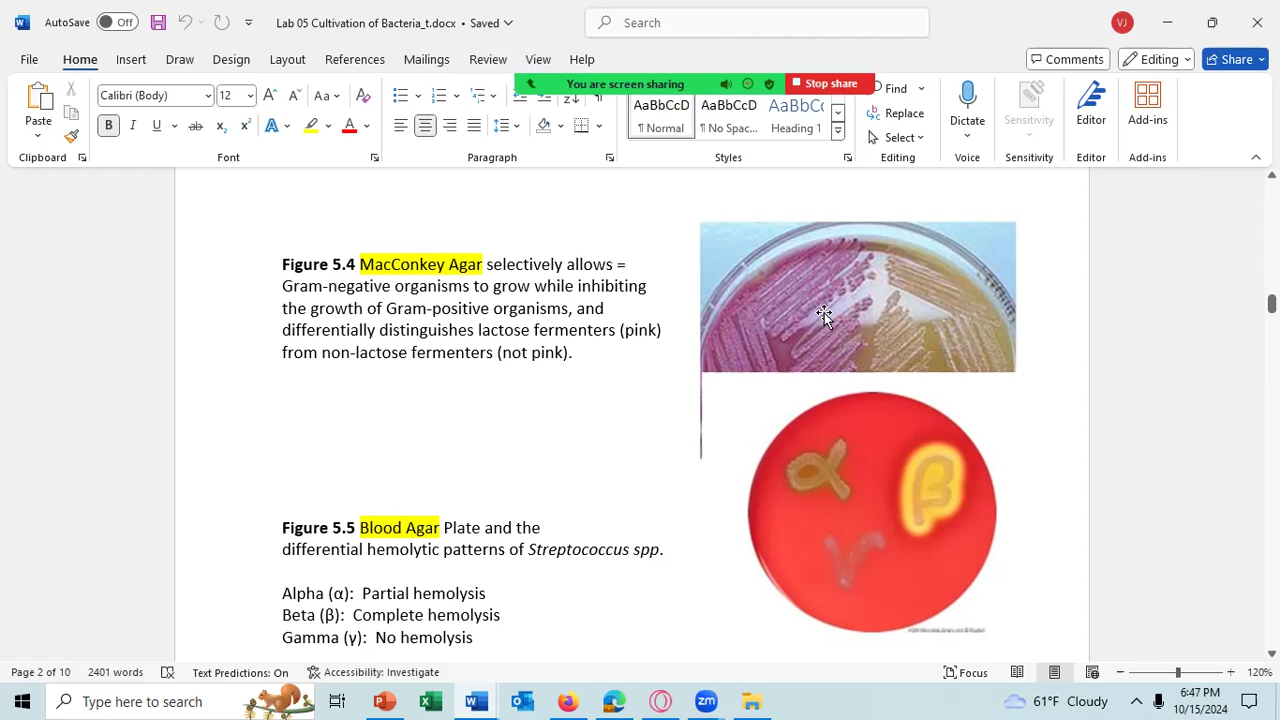 AutoSave Off Lab 05 Cultivation of Bacteria_t.docx • Saved Search VJ
File Home Insert Draw Design Layout References Mailings Review View Help Comments Editing Share
You are screen sharing Stop share
Paste Calibri (Body) 12 Aa AaBbCcD AaBbCcD AaBbC Find
Replace Dictate Sensitivity Editor Add-ins
B I U ab x₂ x² A A ¶ Normal ¶ No Spac... Heading 1 Select
Clipboard Font Paragraph Styles Editing Voice Sensitivity Editor Add-ins
Figure 5.4 MacConkey Agar selectively allows =
Gram-negative organisms to grow while inhibiting
the growth of Gram-positive organisms, and
differentially distinguishes lactose fermenters (pink)
from non-lactose fermenters (not pink).
α β
γ
Figure 5.5 Blood Agar Plate and the
differential hemolytic patterns of Streptococcus spp.
Alpha (α): Partial hemolysis
Beta (β): Complete hemolysis
Gamma (γ): No hemolysis
Page 2 of 10 2401 words Text Predictions: On Accessibility: Investigate Focus 120%
Type here to search 61°F Cloudy 6:47 PM
10/15/2024